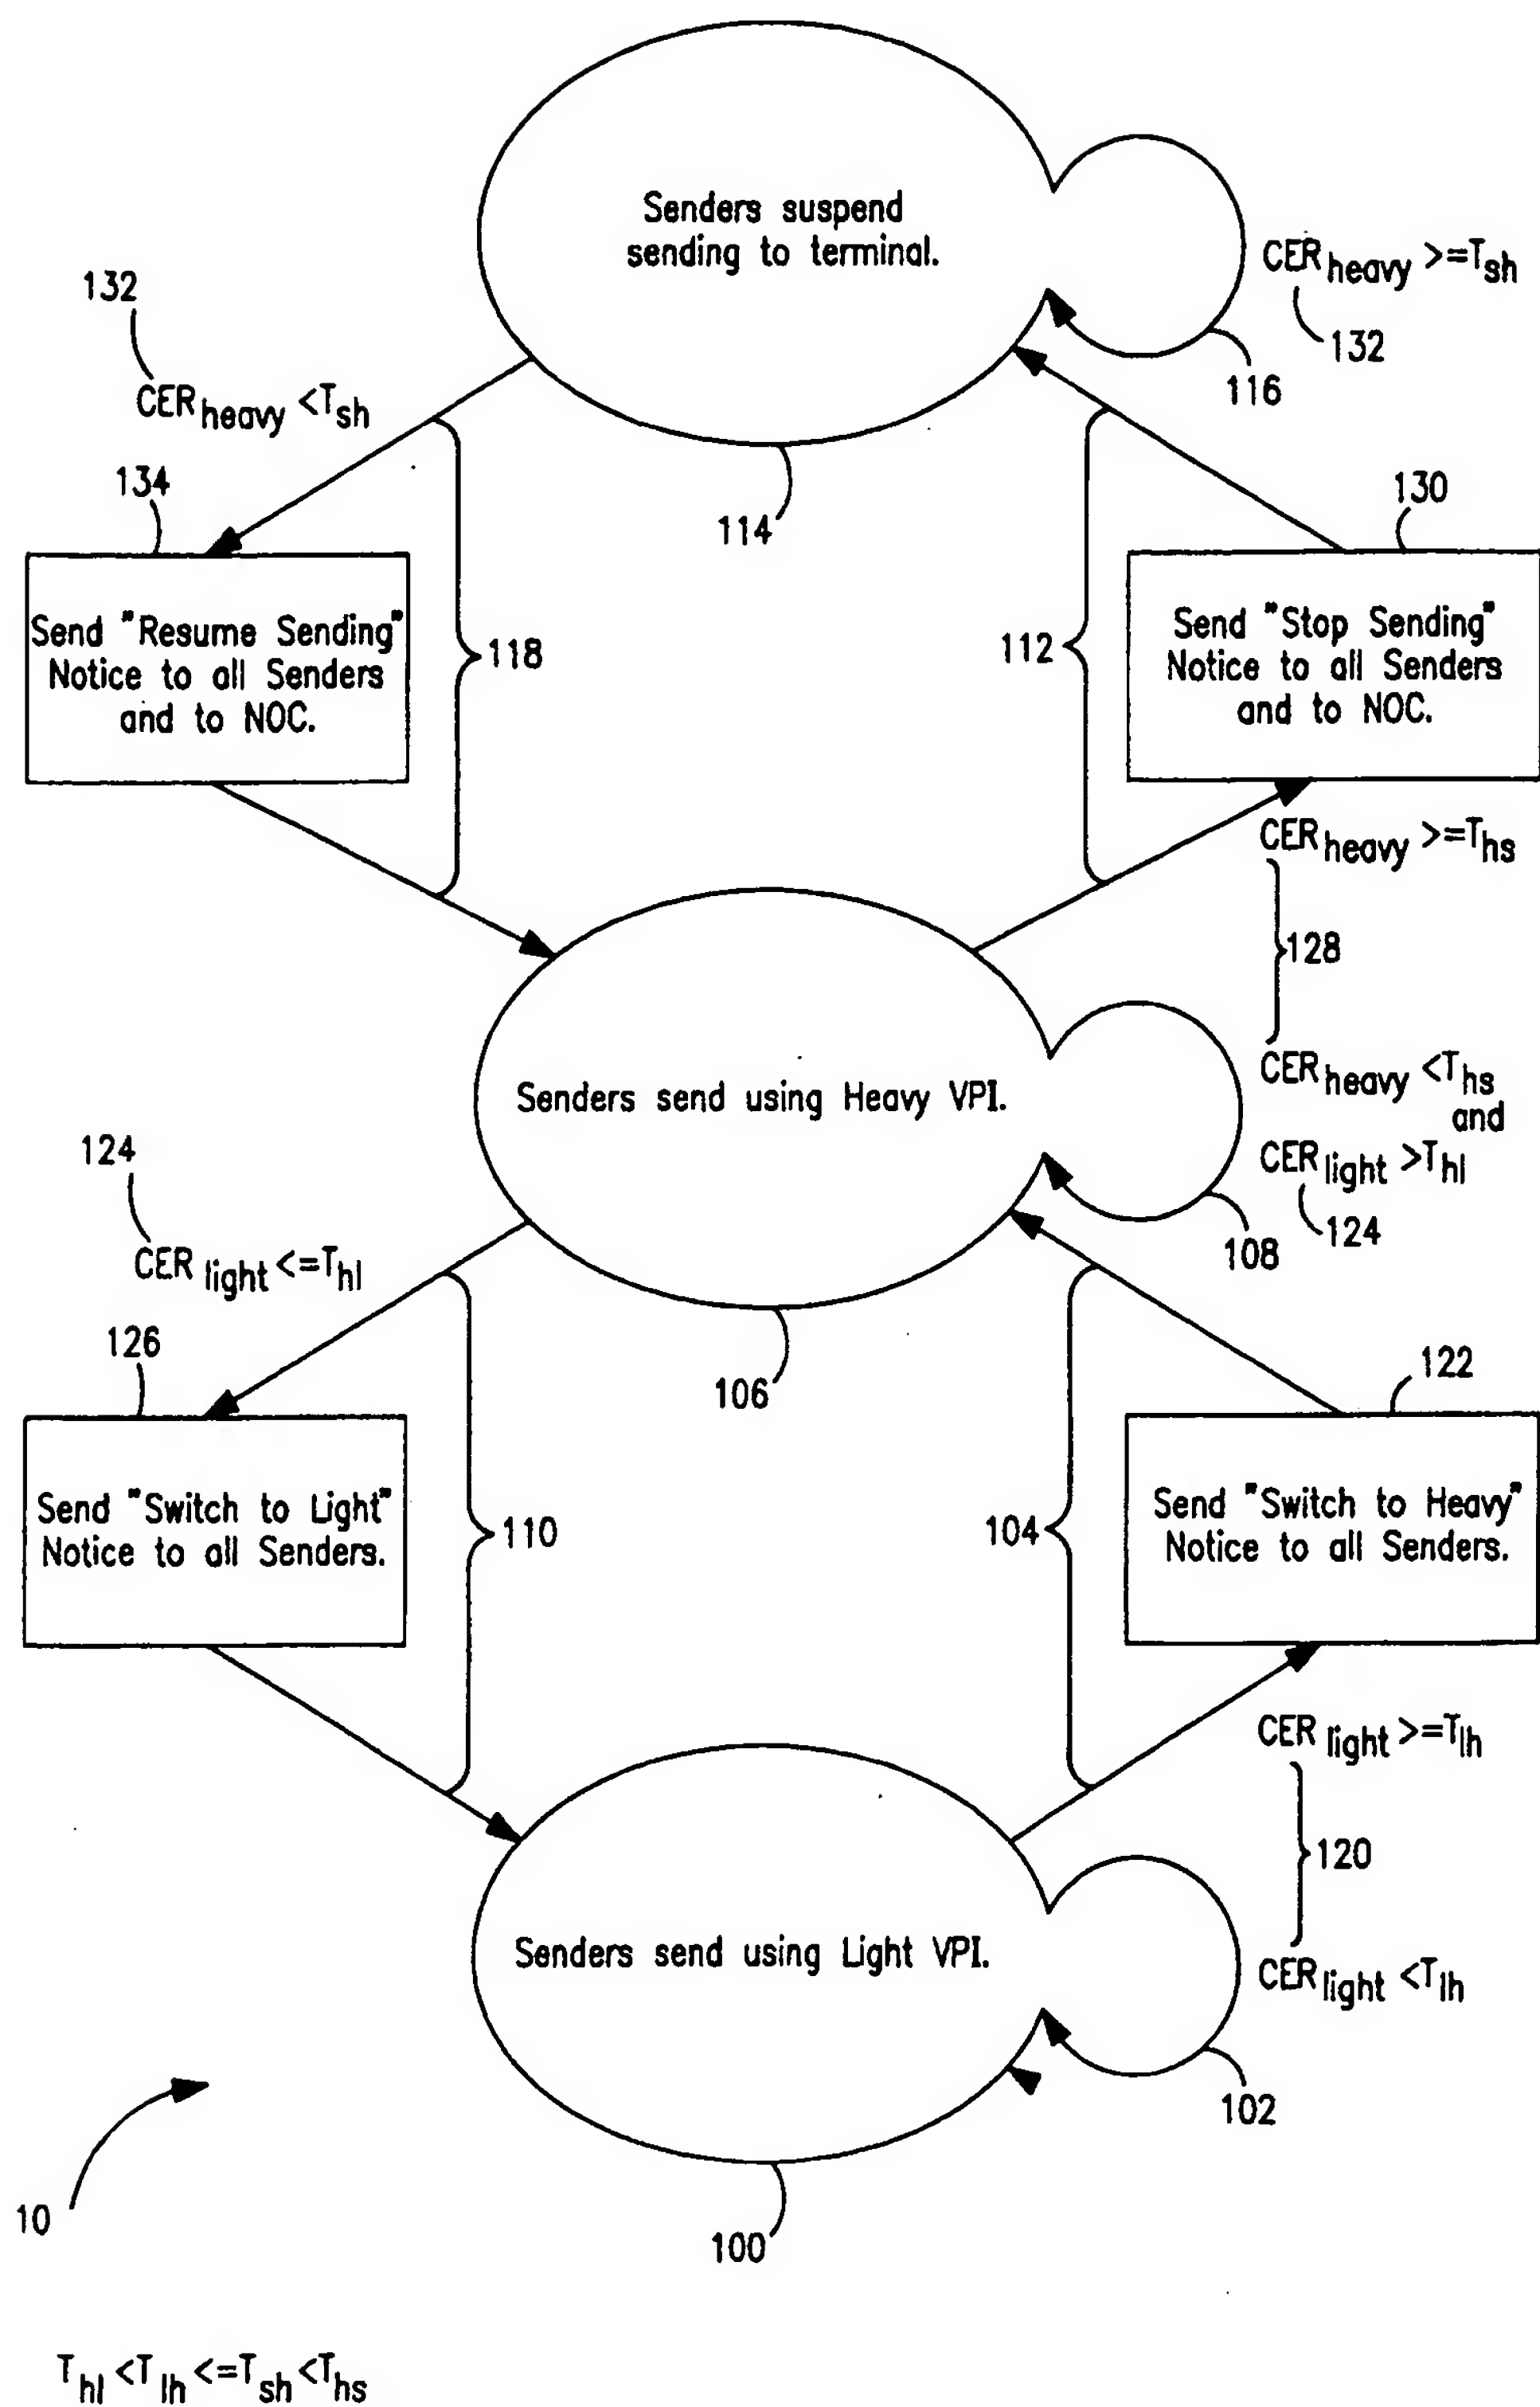 Senders suspend
sending to terminal.
CER heavy >=T sh
132
116
132
CER heavy <T sh
114
134
130
Send "Resume Sending"
Notice to all Senders
and to NOC.
118
112
Send "Stop Sending"
Notice to all Senders
and to NOC.
CER heavy >=T hs
128
CER heavy <T hs
and
CER light >T hl
124
108
Senders send using Heavy VPI.
124
CER light <=T hl
106
126
122
Send "Switch to Light"
Notice to all Senders.
110
104
Send "Switch to Heavy"
Notice to all Senders.
CER light >=T lh
120
CER light <T lh
Senders send using Light VPI.
102
10
100
T hl <T lh <=T sh <T hs